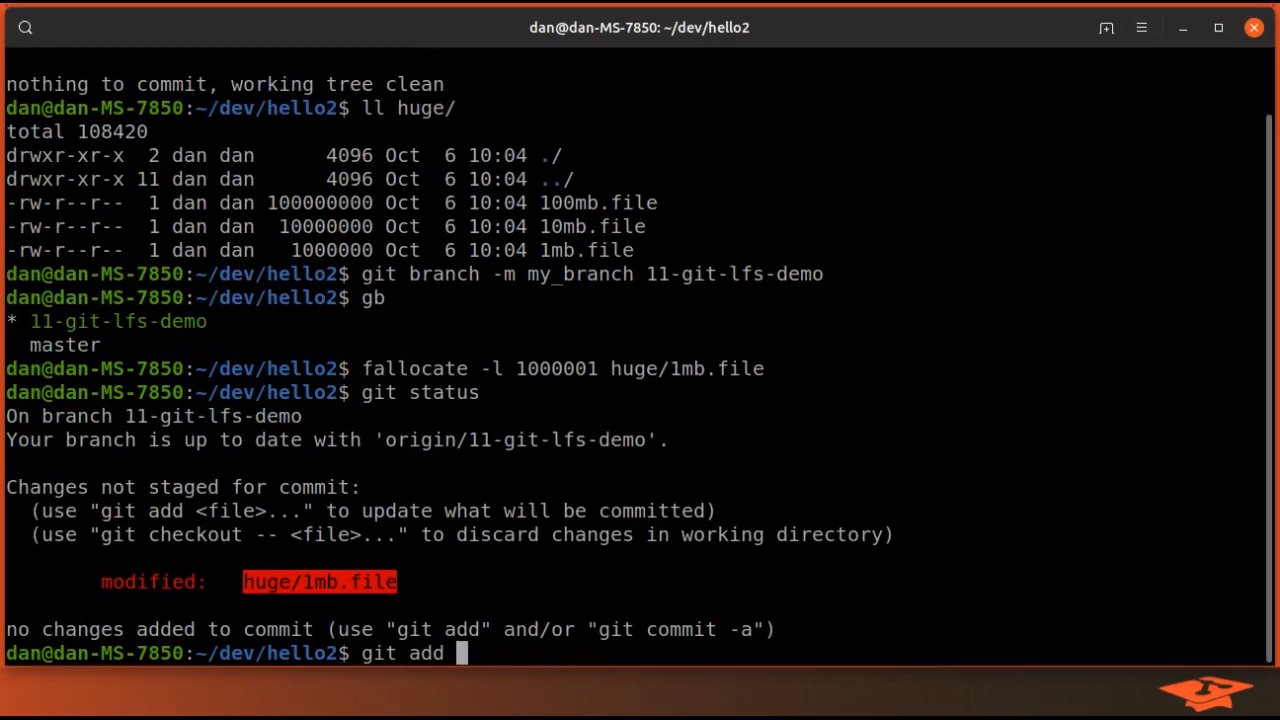 dan@dan-MS-7850: ~/dev/hello2
nothing to commit, working tree clean
dan@dan-MS-7850:~/dev/hello2$ ll huge/
total 108420
drwxr-xr-x  2 dan dan      4096 Oct  6 10:04 ./
drwxr-xr-x 11 dan dan      4096 Oct  6 10:04 ../
-rw-r--r--  1 dan dan 100000000 Oct  6 10:04 100mb.file
-rw-r--r--  1 dan dan  10000000 Oct  6 10:04 10mb.file
-rw-r--r--  1 dan dan   1000000 Oct  6 10:04 1mb.file
dan@dan-MS-7850:~/dev/hello2$ git branch -m my_branch 11-git-lfs-demo
dan@dan-MS-7850:~/dev/hello2$ gb
* 11-git-lfs-demo
  master
dan@dan-MS-7850:~/dev/hello2$ fallocate -l 1000001 huge/1mb.file
dan@dan-MS-7850:~/dev/hello2$ git status
On branch 11-git-lfs-demo
Your branch is up to date with 'origin/11-git-lfs-demo'.
Changes not staged for commit:
  (use "git add <file>..." to update what will be committed)
  (use "git checkout -- <file>..." to discard changes in working directory)
        modified:   huge/1mb.file
no changes added to commit (use "git add" and/or "git commit -a")
dan@dan-MS-7850:~/dev/hello2$ git add